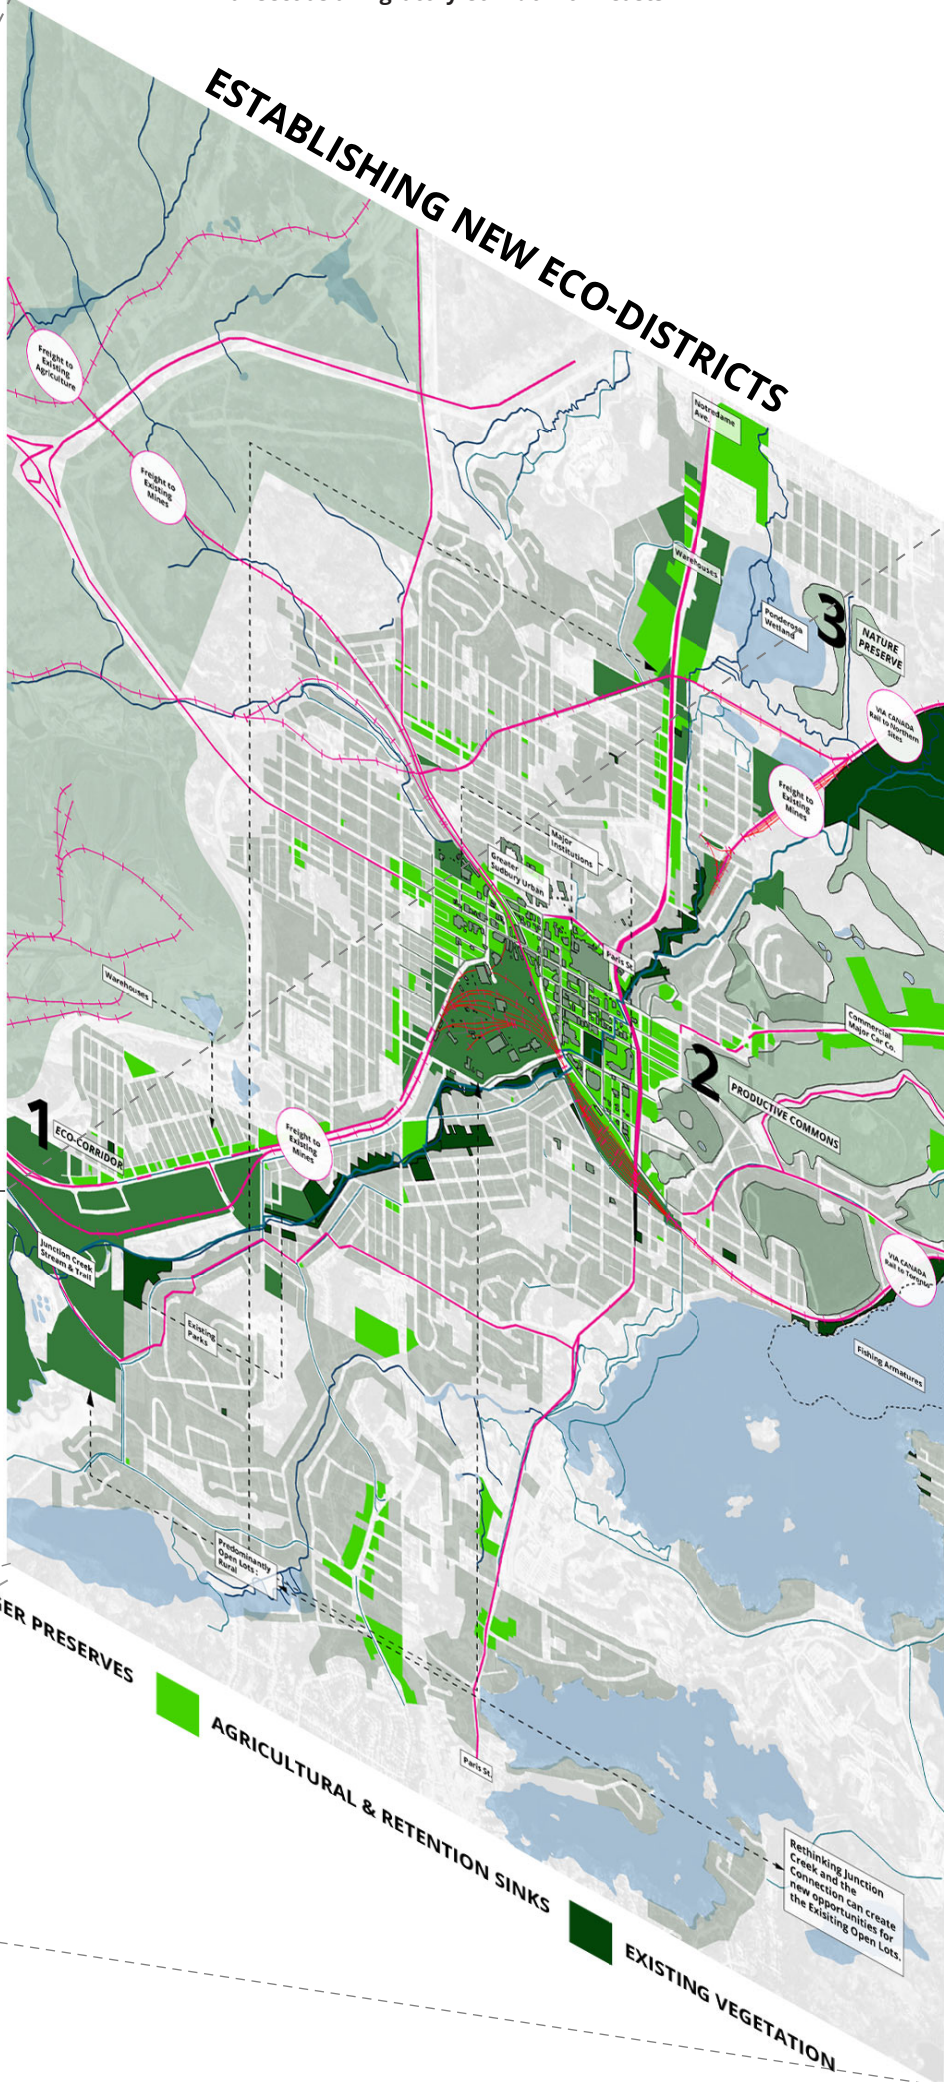 ESTABLISHING NEW ECO-DISTRICTS
Freight to
Existing
Agriculture
Notredame
Ave.
Freight to
Existing
Mines
Warehouses
Ponderosa
Wetland
3
NATURE
PRESERVE
VIA CANADA
Rail to Northern
Sites
Freight to
Existing
Mines
Major
Institutions
Greater
Sudbury Urban
Paris St.
Warehouses
Commercial
Major Car Co.
1
ECO-CORRIDOR
2
PRODUCTIVE COMMONS
Freight to
Existing
Mines
Junction Creek
Stream & Trail
VIA CANADA
Rail to Toronto
Existing
Parks
Fishing Armatures
Predominantly
Open Lots :
Rural
GER PRESERVES
AGRICULTURAL & RETENTION SINKS
Paris St.
Rethinking Junction
Creek and the
Connection can create
new opportunities for
the Exisiting Open Lots.
EXISTING VEGETATION